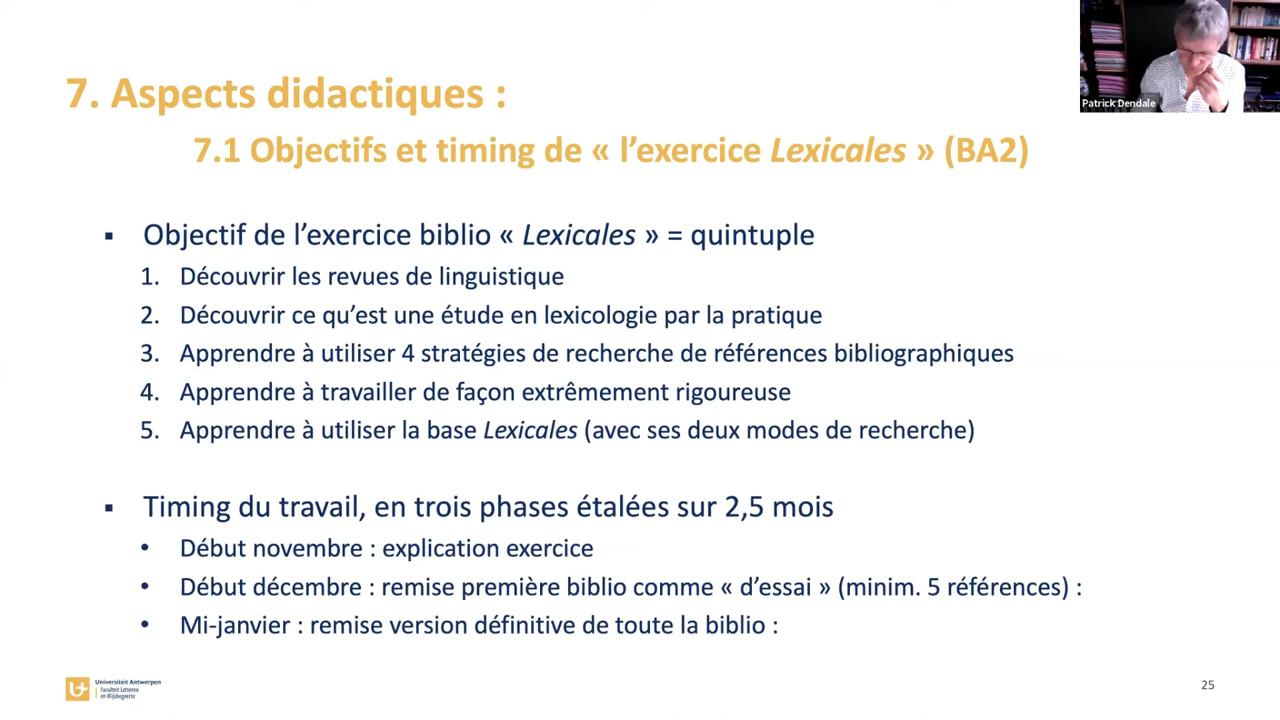 Patrick Dendale
7. Aspects didactiques :
7.1 Objectifs et timing de « l’exercice Lexicales » (BA2)
▪ Objectif de l’exercice biblio « Lexicales » = quintuple
1. Découvrir les revues de linguistique
2. Découvrir ce qu’est une étude en lexicologie par la pratique
3. Apprendre à utiliser 4 stratégies de recherche de références bibliographiques
4. Apprendre à travailler de façon extrêmement rigoureuse
5. Apprendre à utiliser la base Lexicales (avec ses deux modes de recherche)
▪ Timing du travail, en trois phases étalées sur 2,5 mois
• Début novembre : explication exercice
• Début décembre : remise première biblio comme « d’essai » (minim. 5 références) :
• Mi-janvier : remise version définitive de toute la biblio :
Universiteit Antwerpen
Faculteit Letteren
en Wijsbegeerte
25